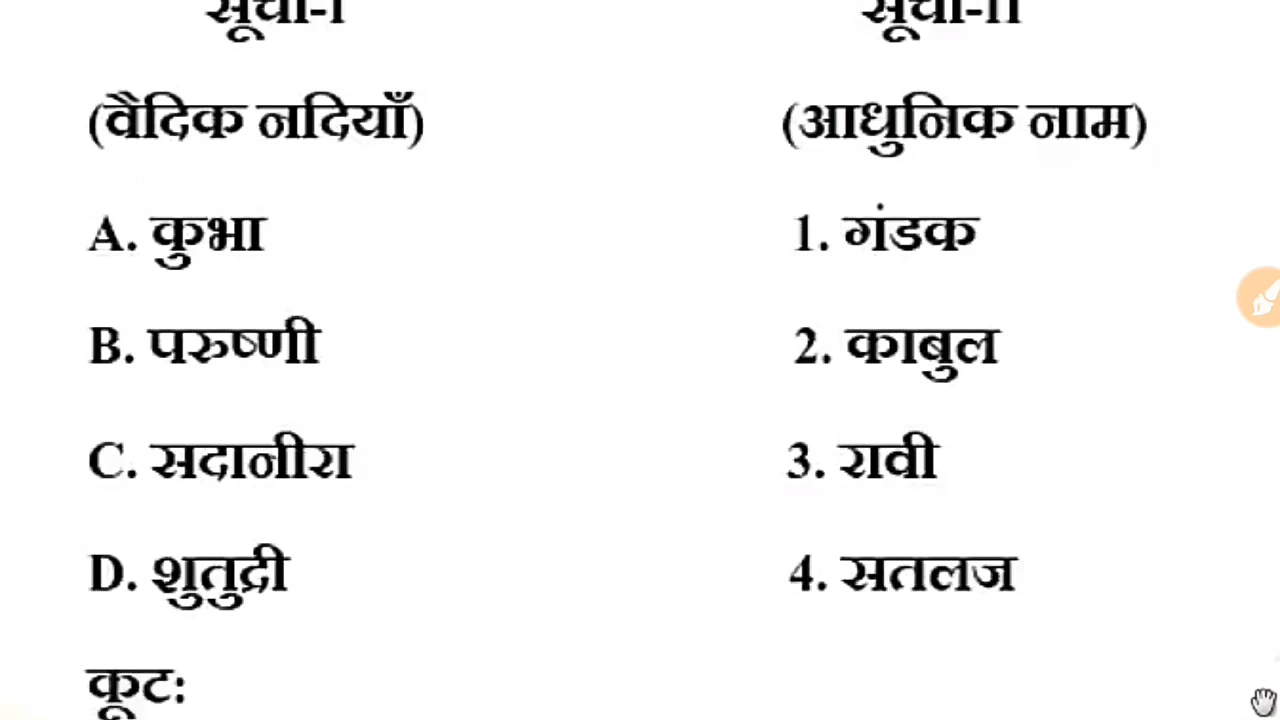 सूची-I सूची-II
(वैदिक नदियाँ) (आधुनिक नाम)
A. कुभा 1. गंडक
B. परुष्णी 2. काबुल
C. सदानीरा 3. रावी
D. शुतुद्री 4. सतलज
कूटः